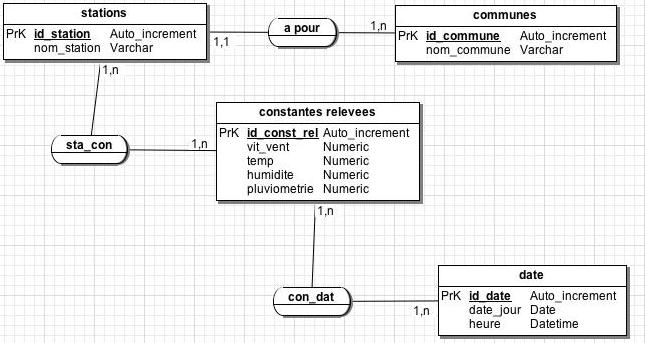 stations
PrK id_station Auto_increment
nom_station Varchar
1,1
a pour
1,n
communes
PrK id_commune Auto_increment
nom_commune Varchar
1,n
sta_con
1,n
constantes relevees
PrK id_const_rel Auto_increment
vit_vent Numeric
temp Numeric
humidite Numeric
pluviometrie Numeric
1,n
con_dat
1,n
date
PrK id_date Auto_increment
date_jour Date
heure Datetime